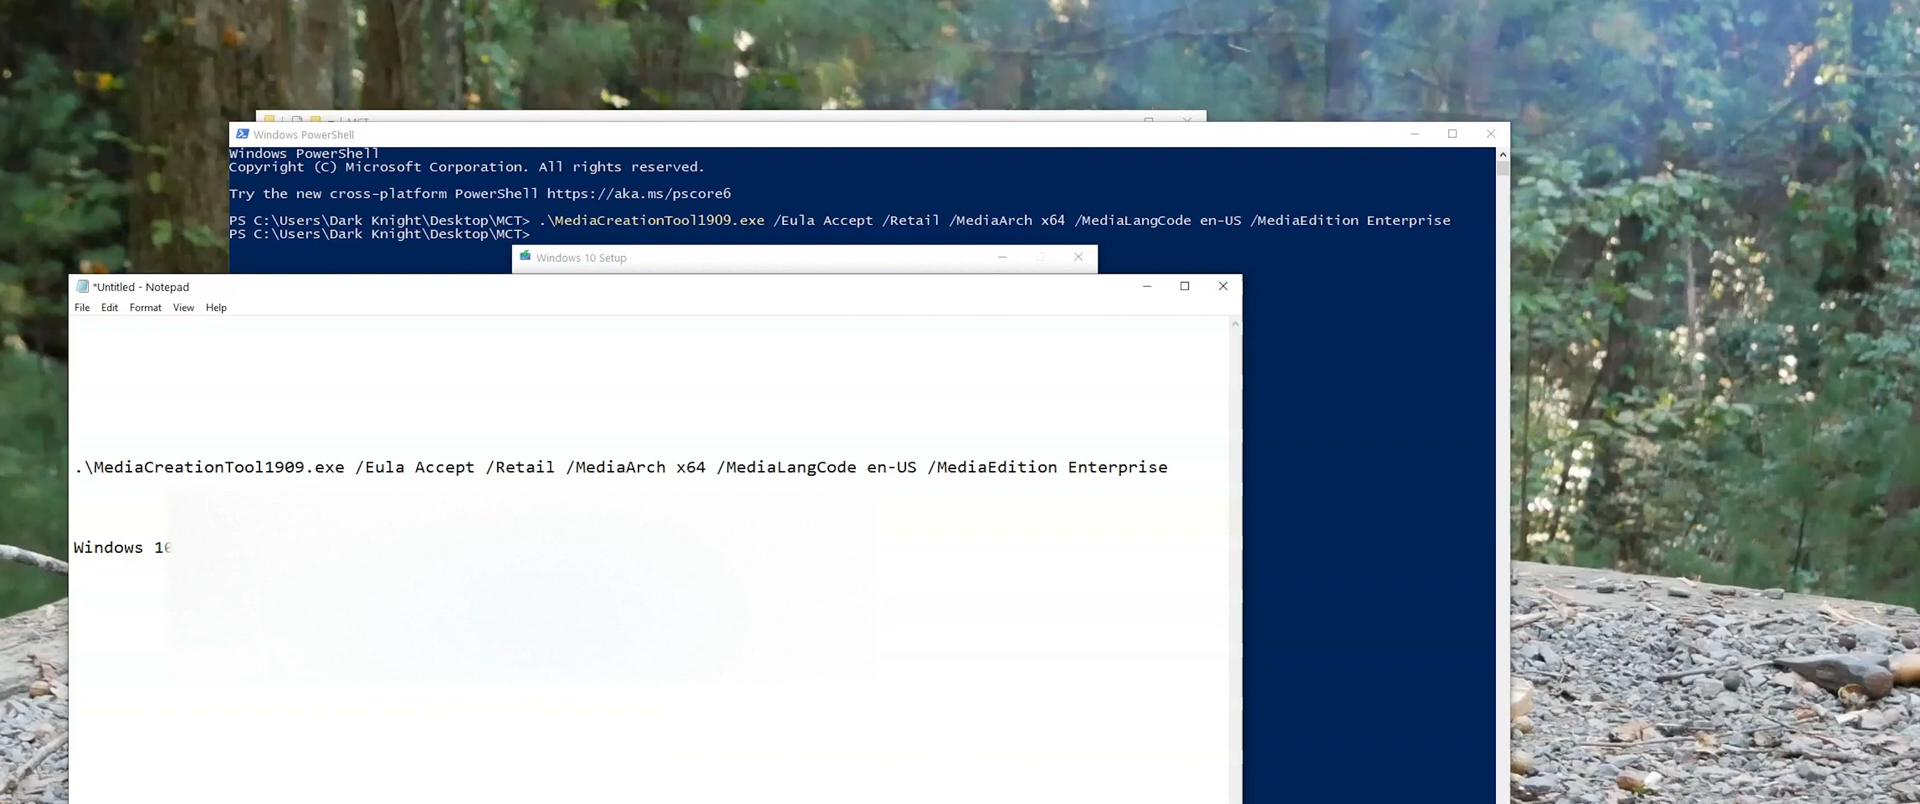 Windows PowerShell
Windows PowerShell
Copyright (C) Microsoft Corporation. All rights reserved.
Try the new cross-platform PowerShell https://aka.ms/pscore6
PS C:\Users\Dark Knight\Desktop\MCT> .\MediaCreationTool1909.exe /Eula Accept /Retail /MediaArch x64 /MediaLangCode en-US /MediaEdition Enterprise
PS C:\Users\Dark Knight\Desktop\MCT>
Windows 10 Setup
*Untitled - Notepad
File Edit Format View Help
.\MediaCreationTool1909.exe /Eula Accept /Retail /MediaArch x64 /MediaLangCode en-US /MediaEdition Enterprise
Windows 10